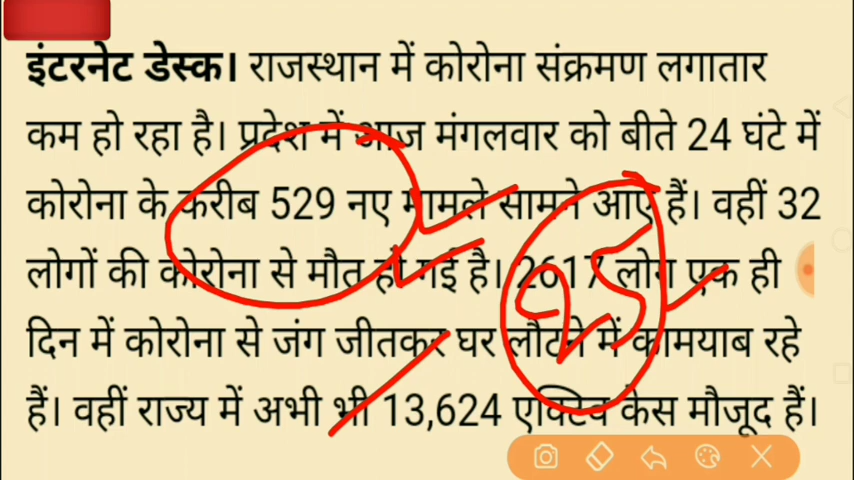 इंटरनेट डेस्क। राजस्थान में कोरोना संक्रमण लगातार
कम हो रहा है। प्रदेश में आज मंगलवार को बीते 24 घंटे में
कोरोना के करीब 529 नए मामले सामने आए हैं। वहीं 32
लोगों की कोरोना से मौत हो गई है। 2617 लोग एक ही
दिन में कोरोना से जंग जीतकर घर लौटने में कामयाब रहे
हैं। वहीं राज्य में अभी भी 13,624 एक्टिव केस मौजूद हैं।
25